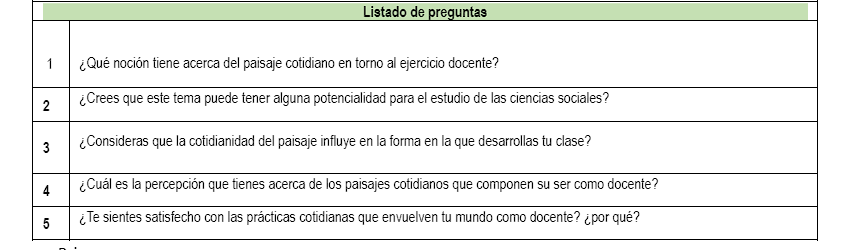 Listado de preguntas
1 ¿Qué noción tiene acerca del paisaje cotidiano en torno al ejercicio docente?
2 ¿Crees que este tema puede tener alguna potencialidad para el estudio de las ciencias sociales?
3 ¿Consideras que la cotidianidad del paisaje influye en la forma en la que desarrollas tu clase?
4 ¿Cuál es la percepción que tienes acerca de los paisajes cotidianos que componen su ser como docente?
5 ¿Te sientes satisfecho con las prácticas cotidianas que envuelven tu mundo como docente? ¿por qué?